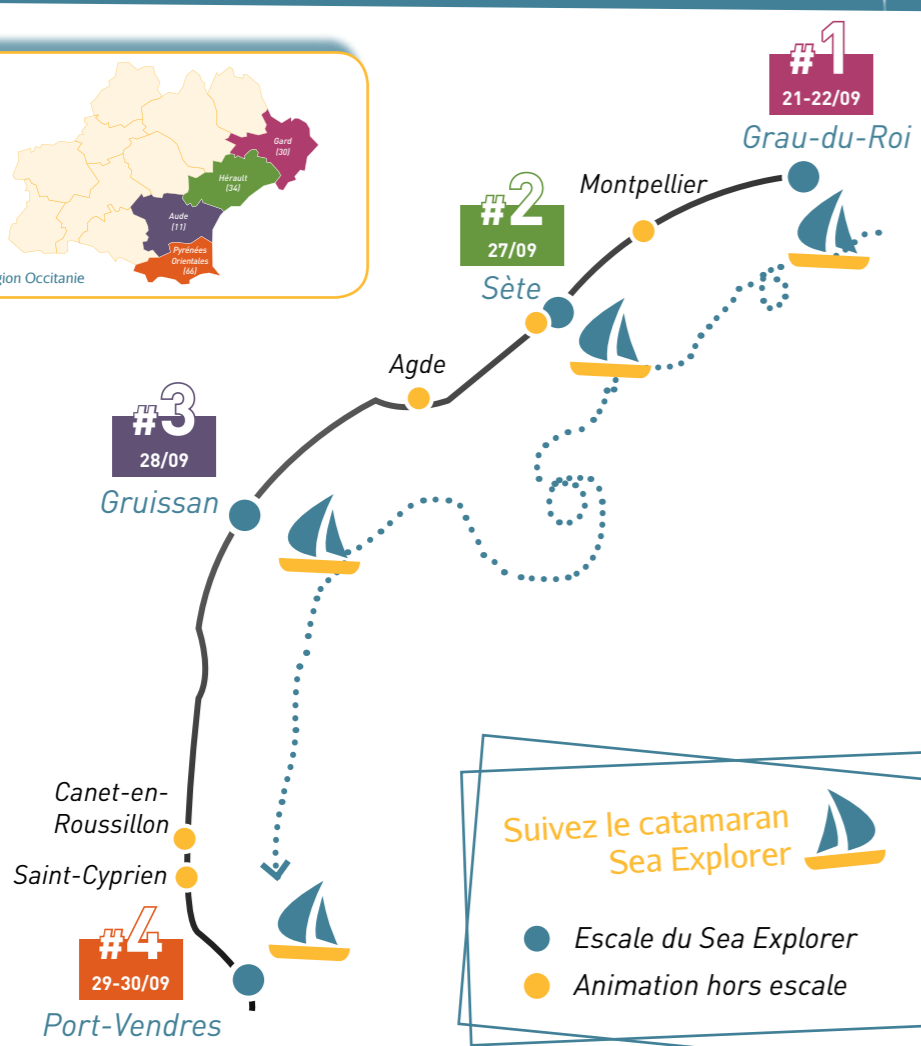 Gard
(30)
Hérault
(34)
Aude
(11)
Pyrénées
Orientales
(66)
gion Occitanie
#1
21-22/09
Grau-du-Roi
Montpellier
#2
27/09
Sète
Agde
#3
28/09
Gruissan
Canet-en-
Roussillon
Saint-Cyprien
#4
29-30/09
Port-Vendres
Suivez le catamaran
Sea Explorer
Escale du Sea Explorer
Animation hors escale